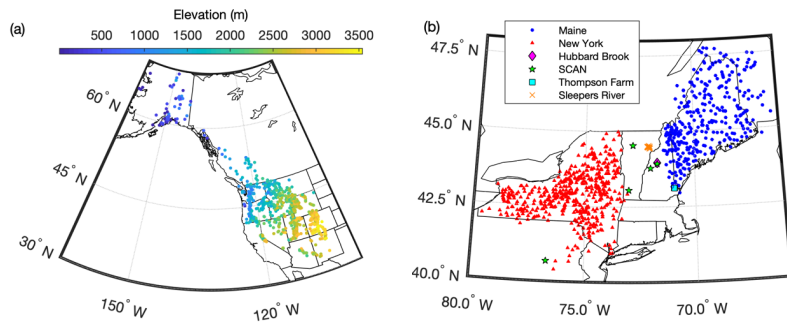 (a)
Elevation (m)
500 1000 1500 2000 2500 3000 3500
60° N
45° N
30° N
150° W
120° W
(b)
Maine
New York
Hubbard Brook
SCAN
Thompson Farm
Sleepers River
47.5° N
45.0° N
42.5° N
40.0° N
80.0° W
75.0° W
70.0° W